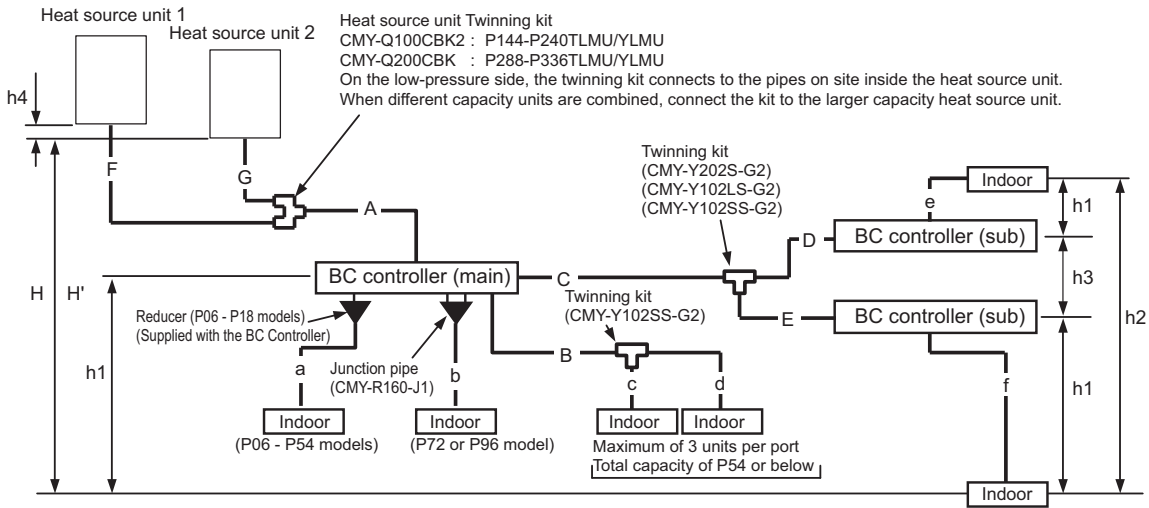 Heat source unit 1
Heat source unit 2
Heat source unit Twinning kit
CMY-Q100CBK2 : P144-P240TLMU/YLMU
CMY-Q200CBK : P288-P336TLMU/YLMU
On the low-pressure side, the twinning kit connects to the pipes on site inside the heat source unit.
When different capacity units are combined, connect the kit to the larger capacity heat source unit.
h4
F
G
A
H
H'
h1
BC controller (main)
Reducer (P06 - P18 models)
(Supplied with the BC Controller)
Junction pipe
(CMY-R160-J1)
a
b
Indoor
(P06 - P54 models)
Indoor
(P72 or P96 model)
C
Twinning kit
(CMY-Y102SS-G2)
B
c
d
Indoor
Indoor
Maximum of 3 units per port
Total capacity of P54 or below
Twinning kit
(CMY-Y202S-G2)
(CMY-Y102LS-G2)
(CMY-Y102SS-G2)
D
E
e
Indoor
BC controller (sub)
BC controller (sub)
f
Indoor
h1
h3
h1
h2